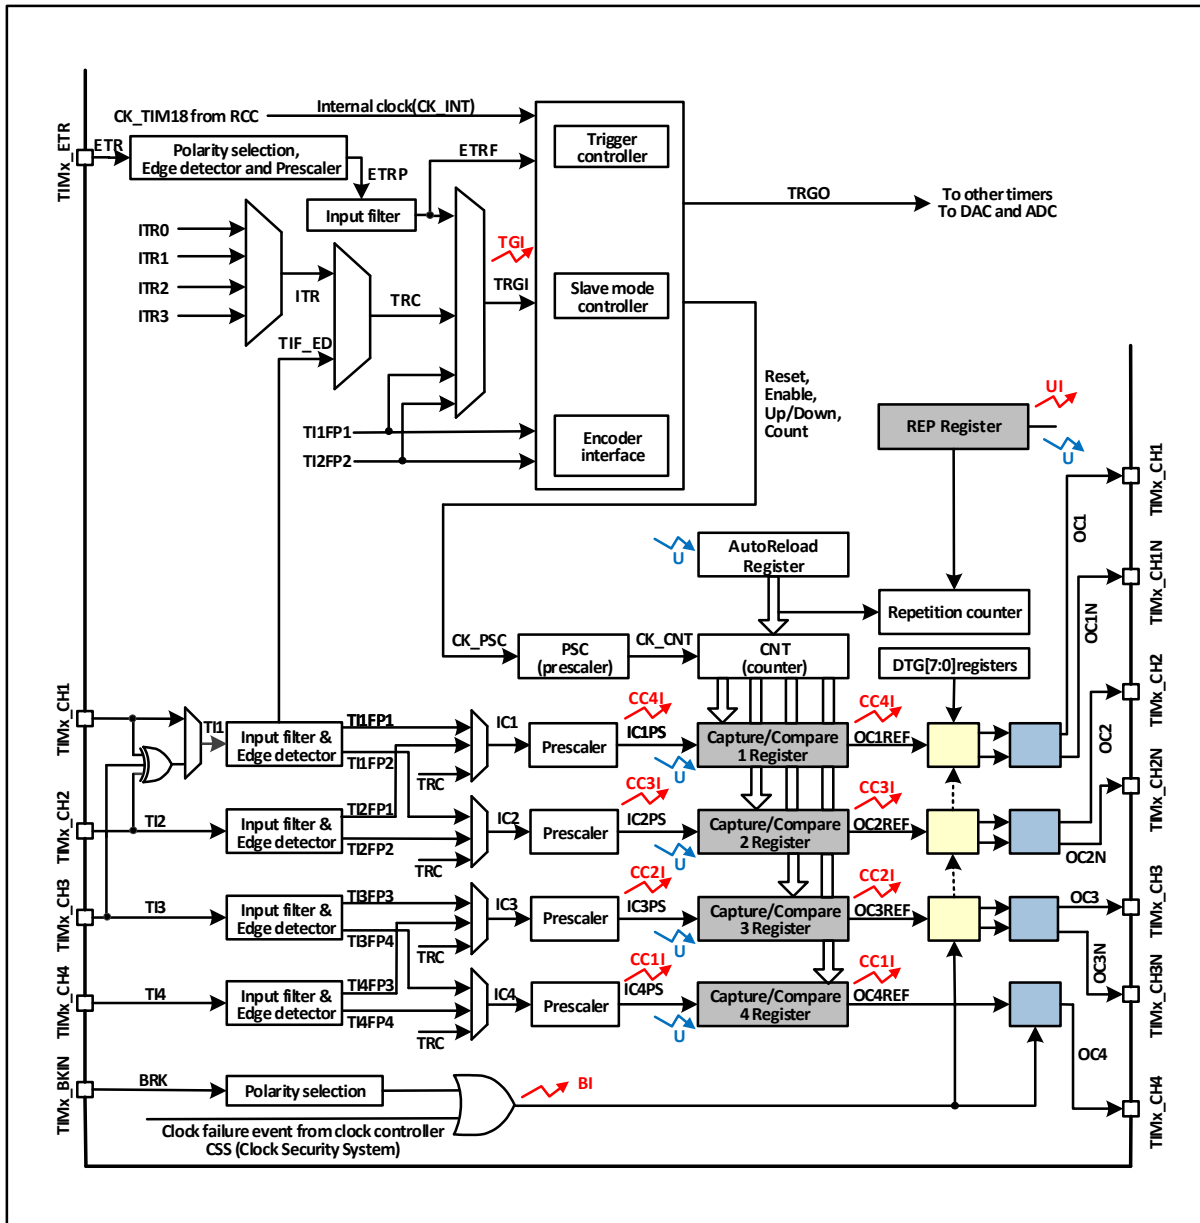 CK_TIM18 from RCC
Internal clock(CK_INT)
TIMx_ETR
ETR
Polarity selection,
Edge detector and Prescaler
ETRP
ETRF
Input filter
Trigger
controller
TRGO
To other timers
To DAC and ADC
ITR0
ITR1
ITR2
ITR3
ITR
TIF_ED
TRC
TGI
TRGI
Slave mode
controller
Reset,
Enable,
Up/Down,
Count
TI1FP1
TI2FP2
Encoder
interface
UI
REP Register
U
TIMx_CH1
OC1
U
AutoReload
Register
TIMx_CH1N
OC1N
Repetition counter
CK_PSC
PSC
(prescaler)
CK_CNT
CNT
(counter)
DTG[7:0]registers
TIMx_CH2
OC2
TIMx_CH1
TI1
Input filter &
Edge detector
TI1FP1
TI1FP2
TRC
IC1
Prescaler
CC4I
IC1PS
U
Capture/Compare
1 Register
CC4I
OC1REF
TIMx_CH2N
OC2N
TIMx_CH2
TI2
Input filter &
Edge detector
TI2FP1
TI2FP2
TRC
IC2
Prescaler
CC3I
IC2PS
U
Capture/Compare
2 Register
CC3I
OC2REF
TIMx_CH3
OC3
TIMx_CH3
TI3
Input filter &
Edge detector
TI3FP3
TI3FP4
TRC
IC3
Prescaler
CC2I
IC3PS
U
Capture/Compare
3 Register
CC2I
OC3REF
OC3N
TIMx_CH3N
TIMx_CH4
TI4
Input filter &
Edge detector
TI4FP3
TI4FP4
TRC
IC4
Prescaler
CC1I
IC4PS
U
Capture/Compare
4 Register
CC1I
OC4REF
OC4
TIMx_CH4
TIMx_BKIN
BRK
Polarity selection
BI
Clock failure event from clock controller
CSS (Clock Security System)